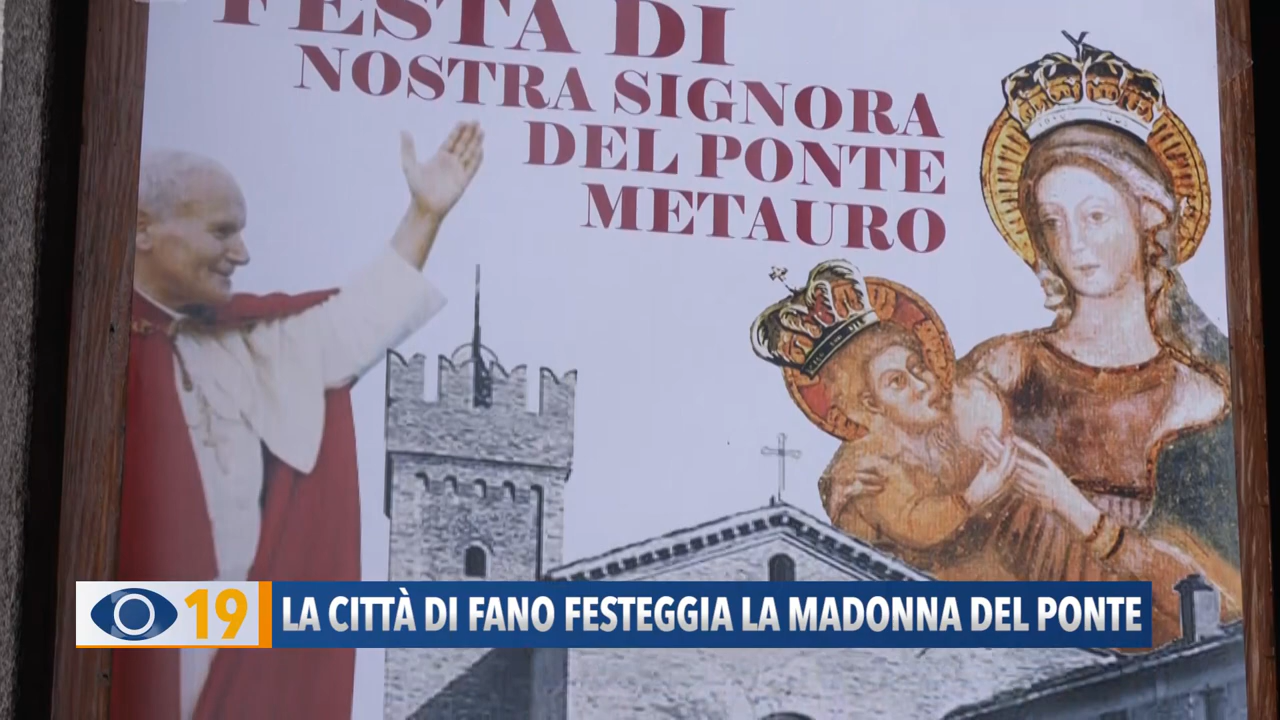 FESTA DI
NOSTRA SIGNORA
DEL PONTE
METAURO
19
LA CITTÀ DI FANO FESTEGGIA LA MADONNA DEL PONTE